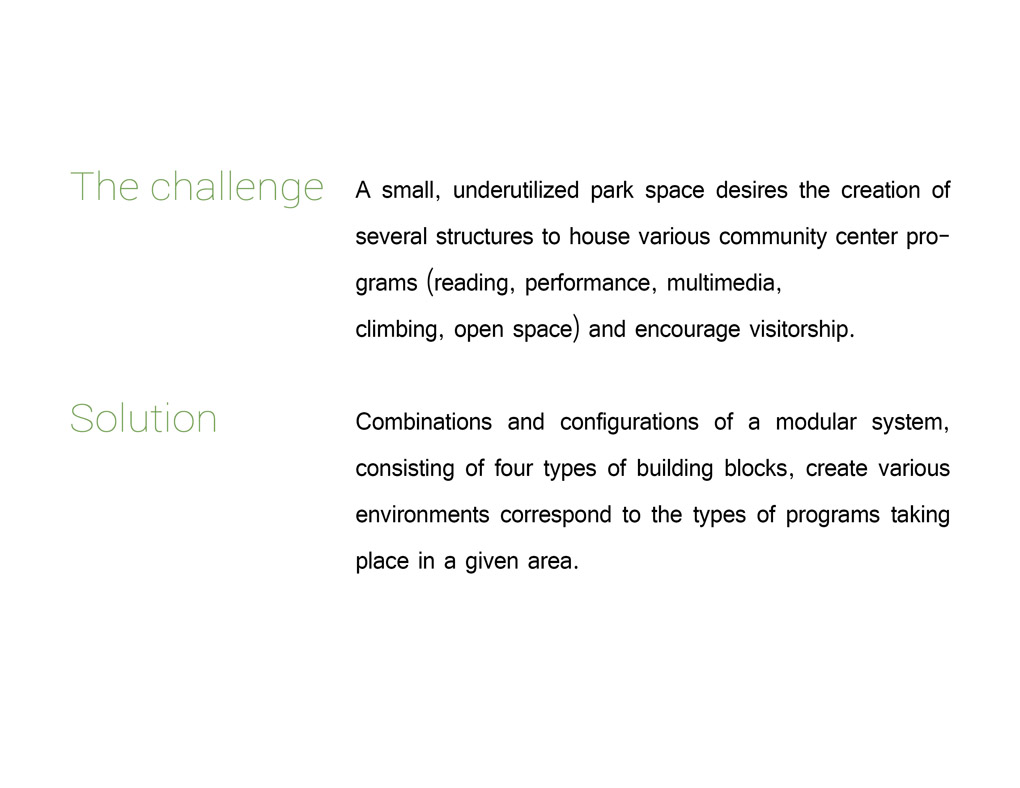 The challenge
A small, underutilized park space desires the creation of
several structures to house various community center pro-
grams (reading, performance, multimedia,
climbing, open space) and encourage visitorship.
Solution
Combinations and configurations of a modular system,
consisting of four types of building blocks, create various
environments correspond to the types of programs taking
place in a given area.